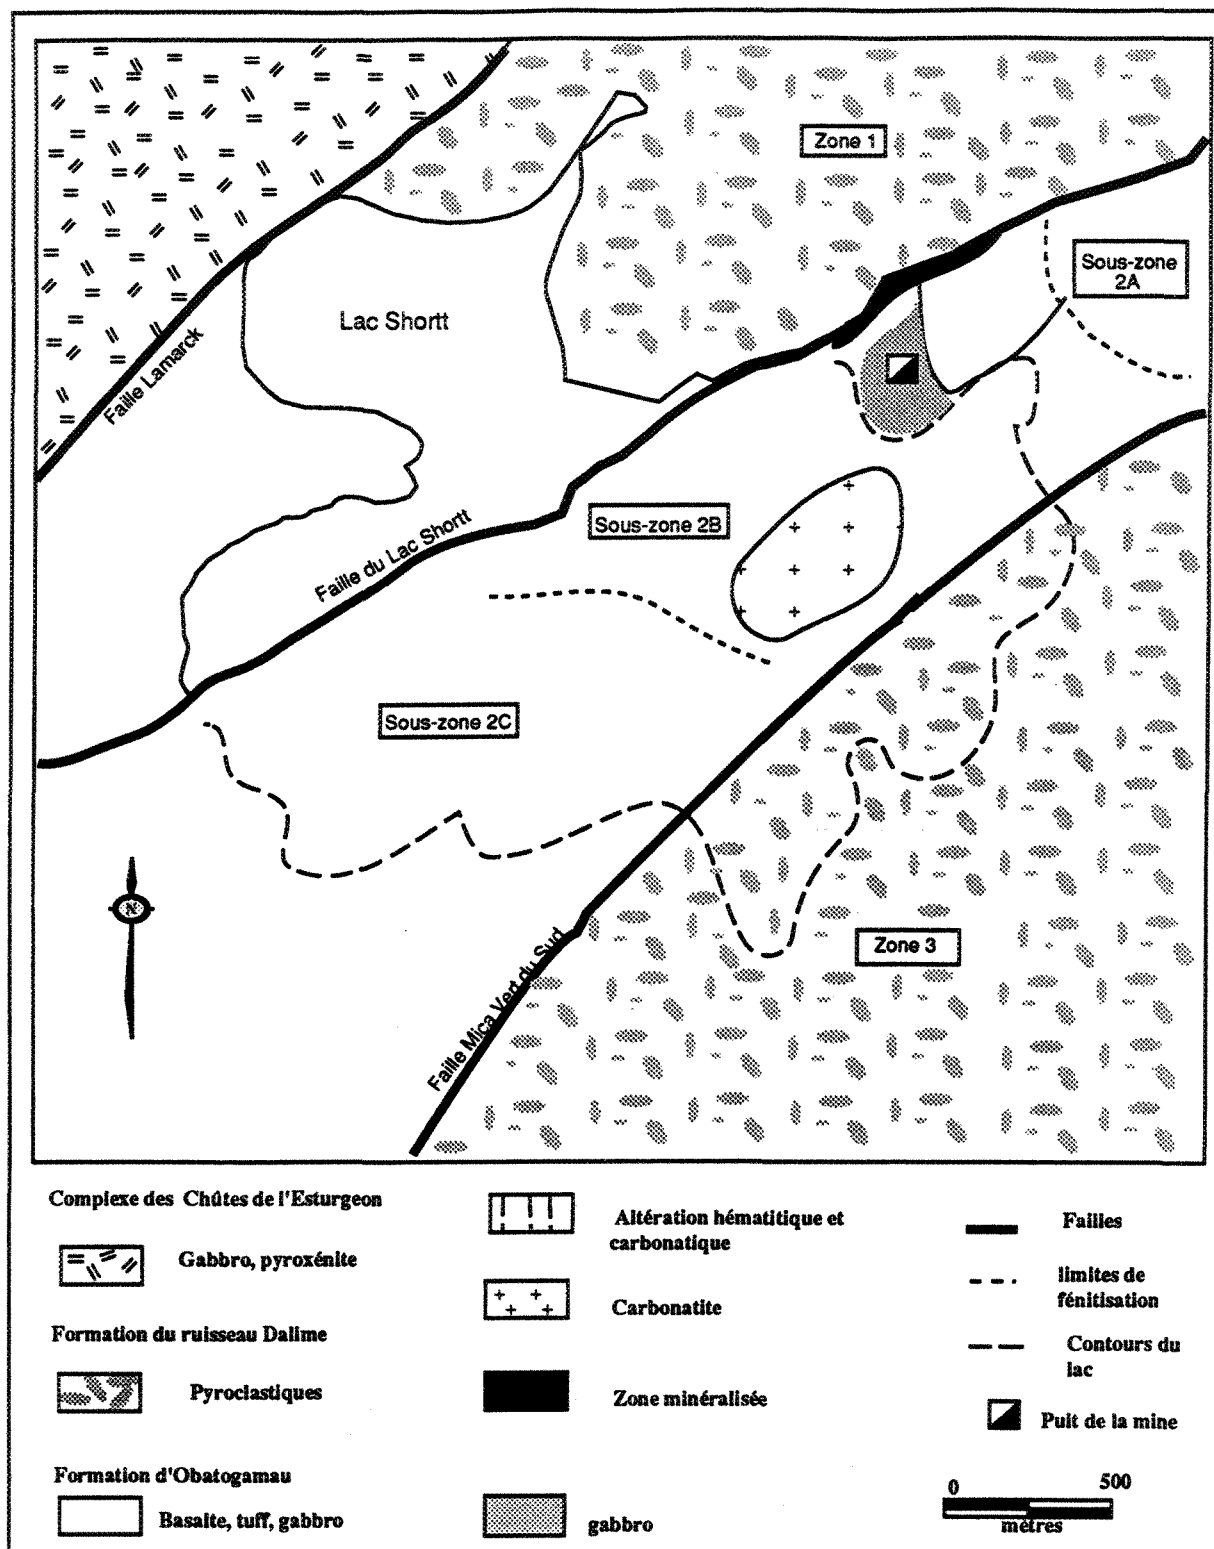 Zone 1
Sous-zone
2A
Lac Shortt
Faille Lamarck
Sous-zone 2B
Faille du Lac Shortt
Sous-zone 2C
N
Zone 3
Faille Mica Vert du Sud
Complexe des Chûtes de l'Esturgeon
Gabbro, pyroxénite
Formation du ruisseau Dalime
Pyroclastiques
Formation d'Obatogamau
Basalte, tuff, gabbro
Altération hématitique et
carbonatique
Carbonatite
Zone minéralisée
gabbro
Failles
limites de
fénitisation
Contours du
lac
Puit de la mine
0 500
mètres